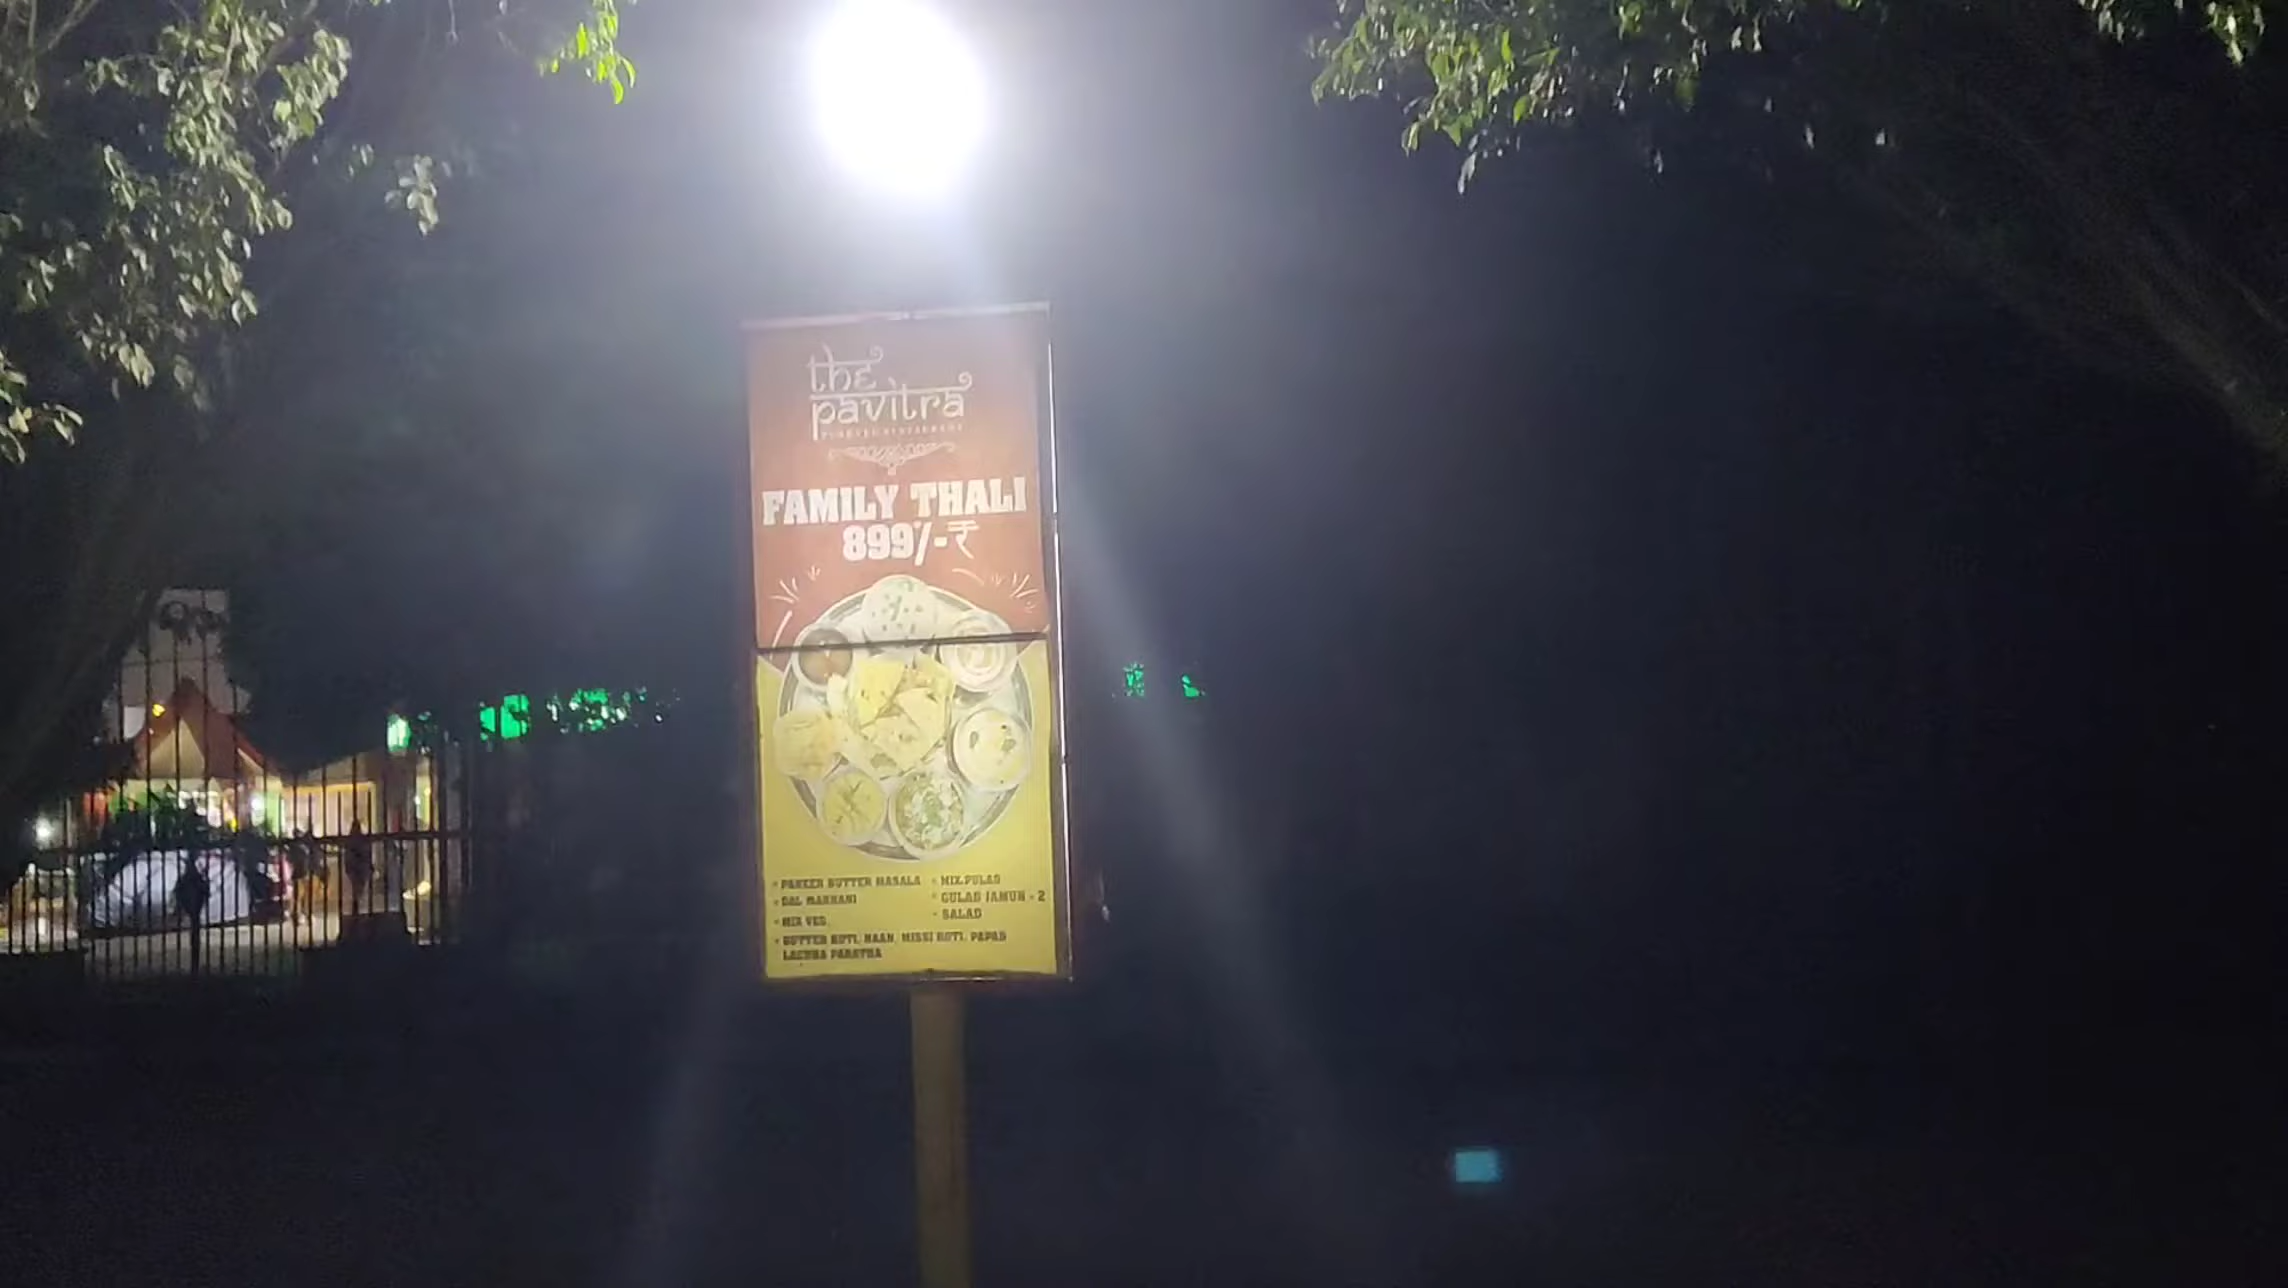 the
pavitra
FAMILY THALI
899/-₹
• PANEER BUTTER MASALA
• DAL MAKHANI
• MIX VEG.
• MIX.PULAO
• GULAB JAMUN - 2
• SALAD
• BUTTER ROTI, NAAN, MISSI ROTI, PAPAD
LACHHA PARATHA